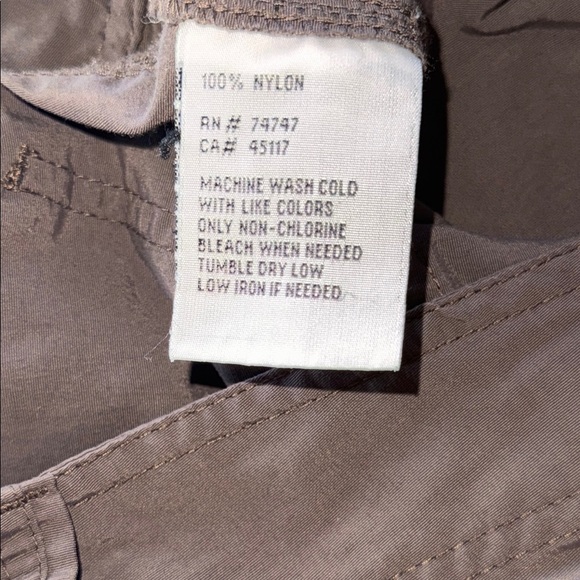 100% NYLON
RN# 74747
CA# 45117
MACHINE WASH COLD
WITH LIKE COLORS
ONLY NON-CHLORINE
BLEACH WHEN NEEDED
TUMBLE DRY LOW
LOW IRON IF NEEDED